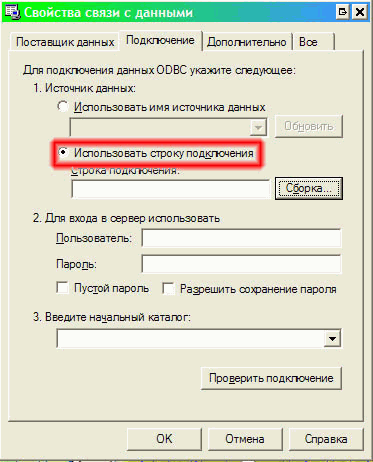 Свойства связи с данными
Поставщик данных Подключение Дополнительно Все
Для подключения данных ODBC укажите следующее:
1. Источник данных:
Использовать имя источника данных
Обновить
Использовать строку подключения
Строка подключения:
Сборка...
2. Для входа в сервер использовать
Пользователь:
Пароль:
Пустой пароль Разрешить сохранение пароля
3. Введите начальный каталог:
Проверить подключение
OK Отмена Справка